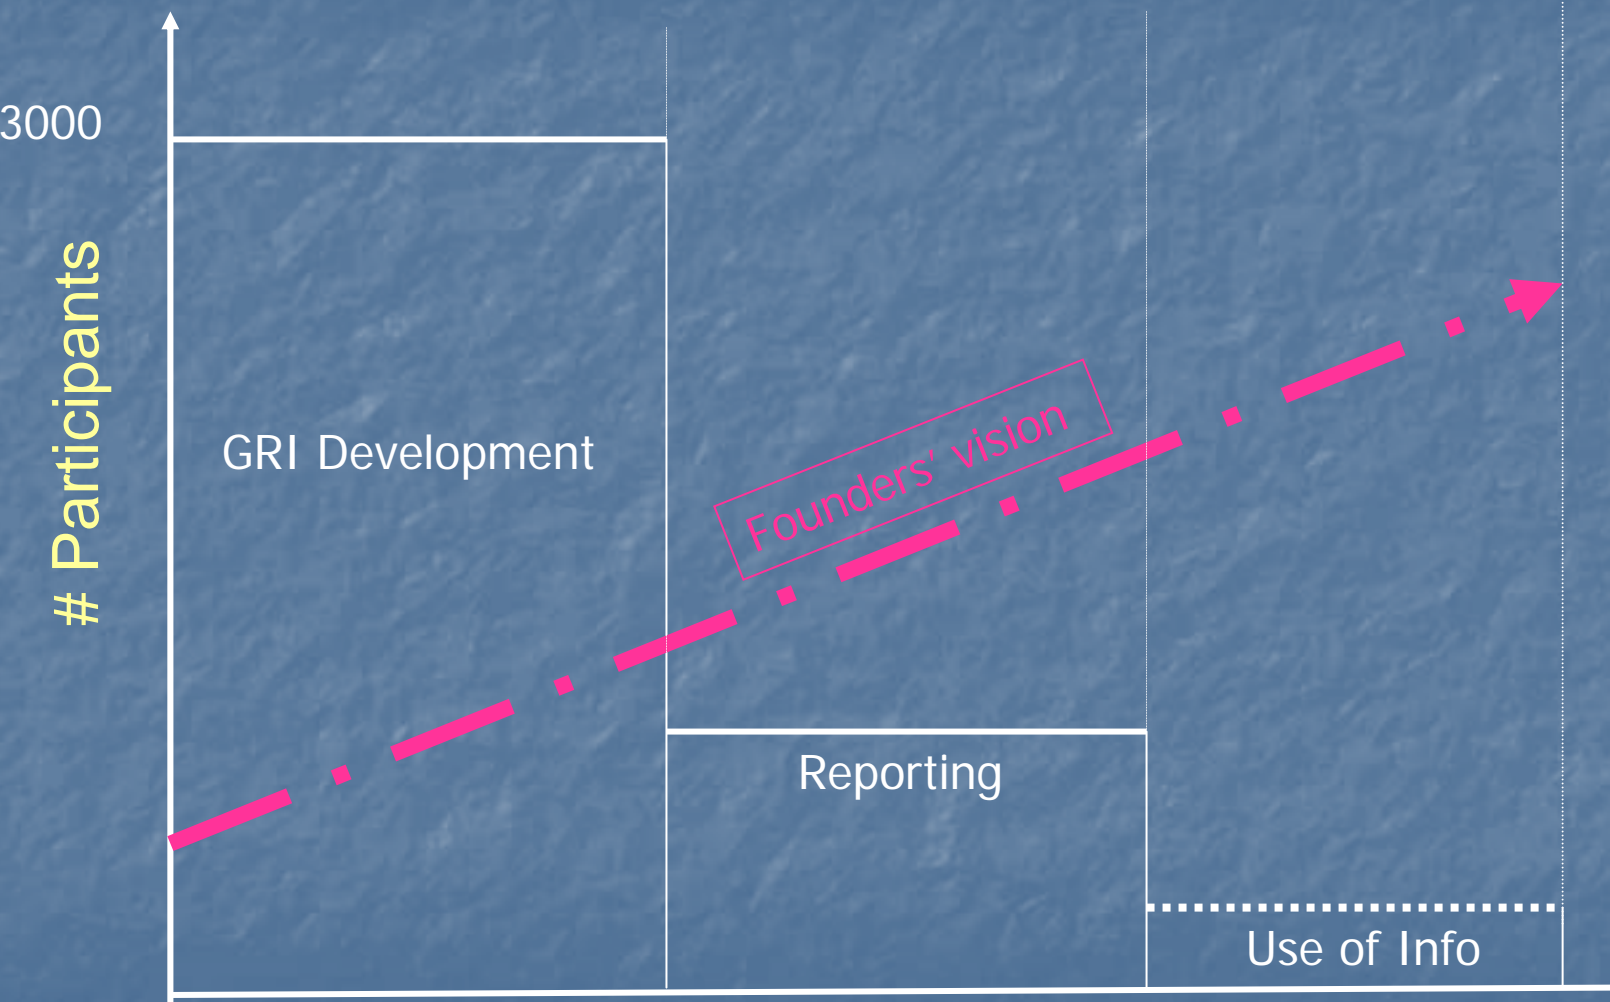 3000
# Participants
GRI Development
Founders' vision
Reporting
Use of Info